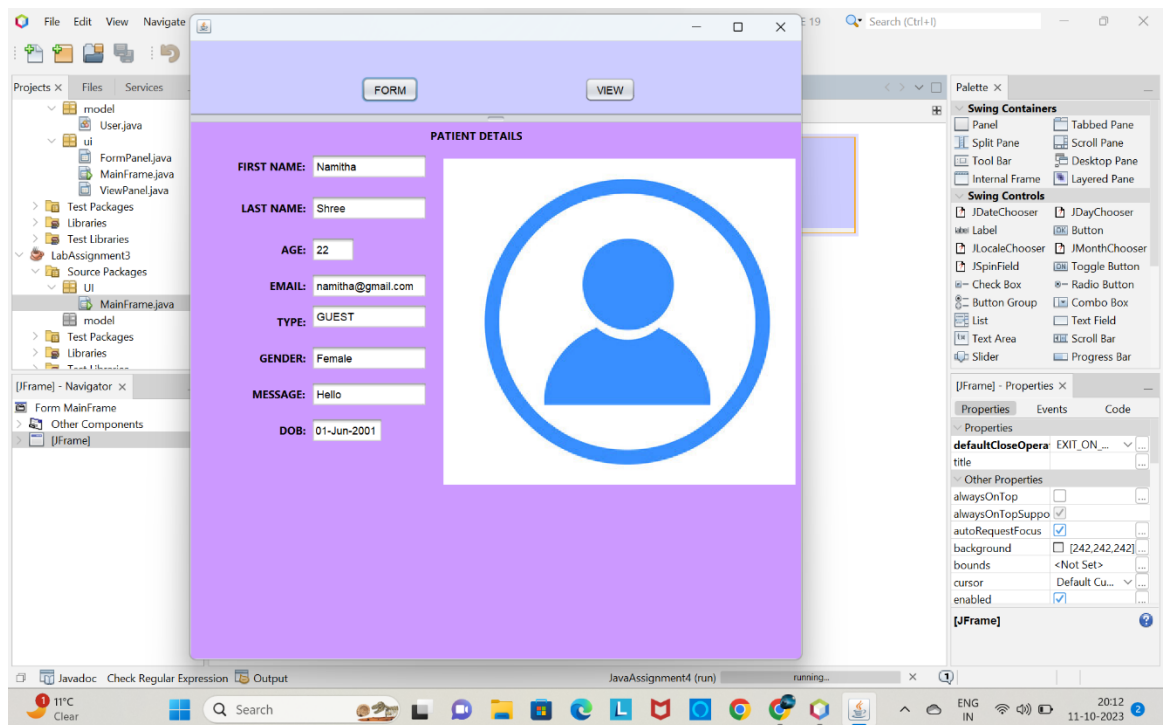 File Edit View Navigate
E 19
Search (Ctrl+I)
FORM
VIEW
PATIENT DETAILS
FIRST NAME: Namitha
LAST NAME: Shree
AGE: 22
EMAIL: namitha@gmail.com
TYPE: GUEST
GENDER: Female
MESSAGE: Hello
DOB: 01-Jun-2001
Projects
Files
Services
model
User.java
ui
FormPanel.java
MainFrame.java
ViewPanel.java
Test Packages
Libraries
Test Libraries
LabAssignment3
Source Packages
UI
MainFrame.java
model
Test Packages
Libraries
Test Libraries
[JFrame] - Navigator
Form MainFrame
Other Components
[JFrame]
Palette
Swing Containers
Panel Tabbed Pane
Split Pane Scroll Pane
Tool Bar Desktop Pane
Internal Frame Layered Pane
Swing Controls
JDateChooser JDayChooser
Label Button
JLocaleChooser JMonthChooser
JSpinField Toggle Button
Check Box Radio Button
Button Group Combo Box
List Text Field
Text Area Scroll Bar
Slider Progress Bar
[JFrame] - Properties
Properties Events Code
Properties
defaultCloseOpera EXIT_ON_... ...
title ...
Other Properties
alwaysOnTop ...
alwaysOnTopSuppo
autoRequestFocus ...
background [242,242,242] ...
bounds <Not Set> ...
cursor Default Cu... ...
enabled ...
[JFrame]
Javadoc Check Regular Expression Output
JavaAssignment4 (run) running...
1
1
11°C
Clear
Search
ENG
IN
20:12
11-10-2023
2